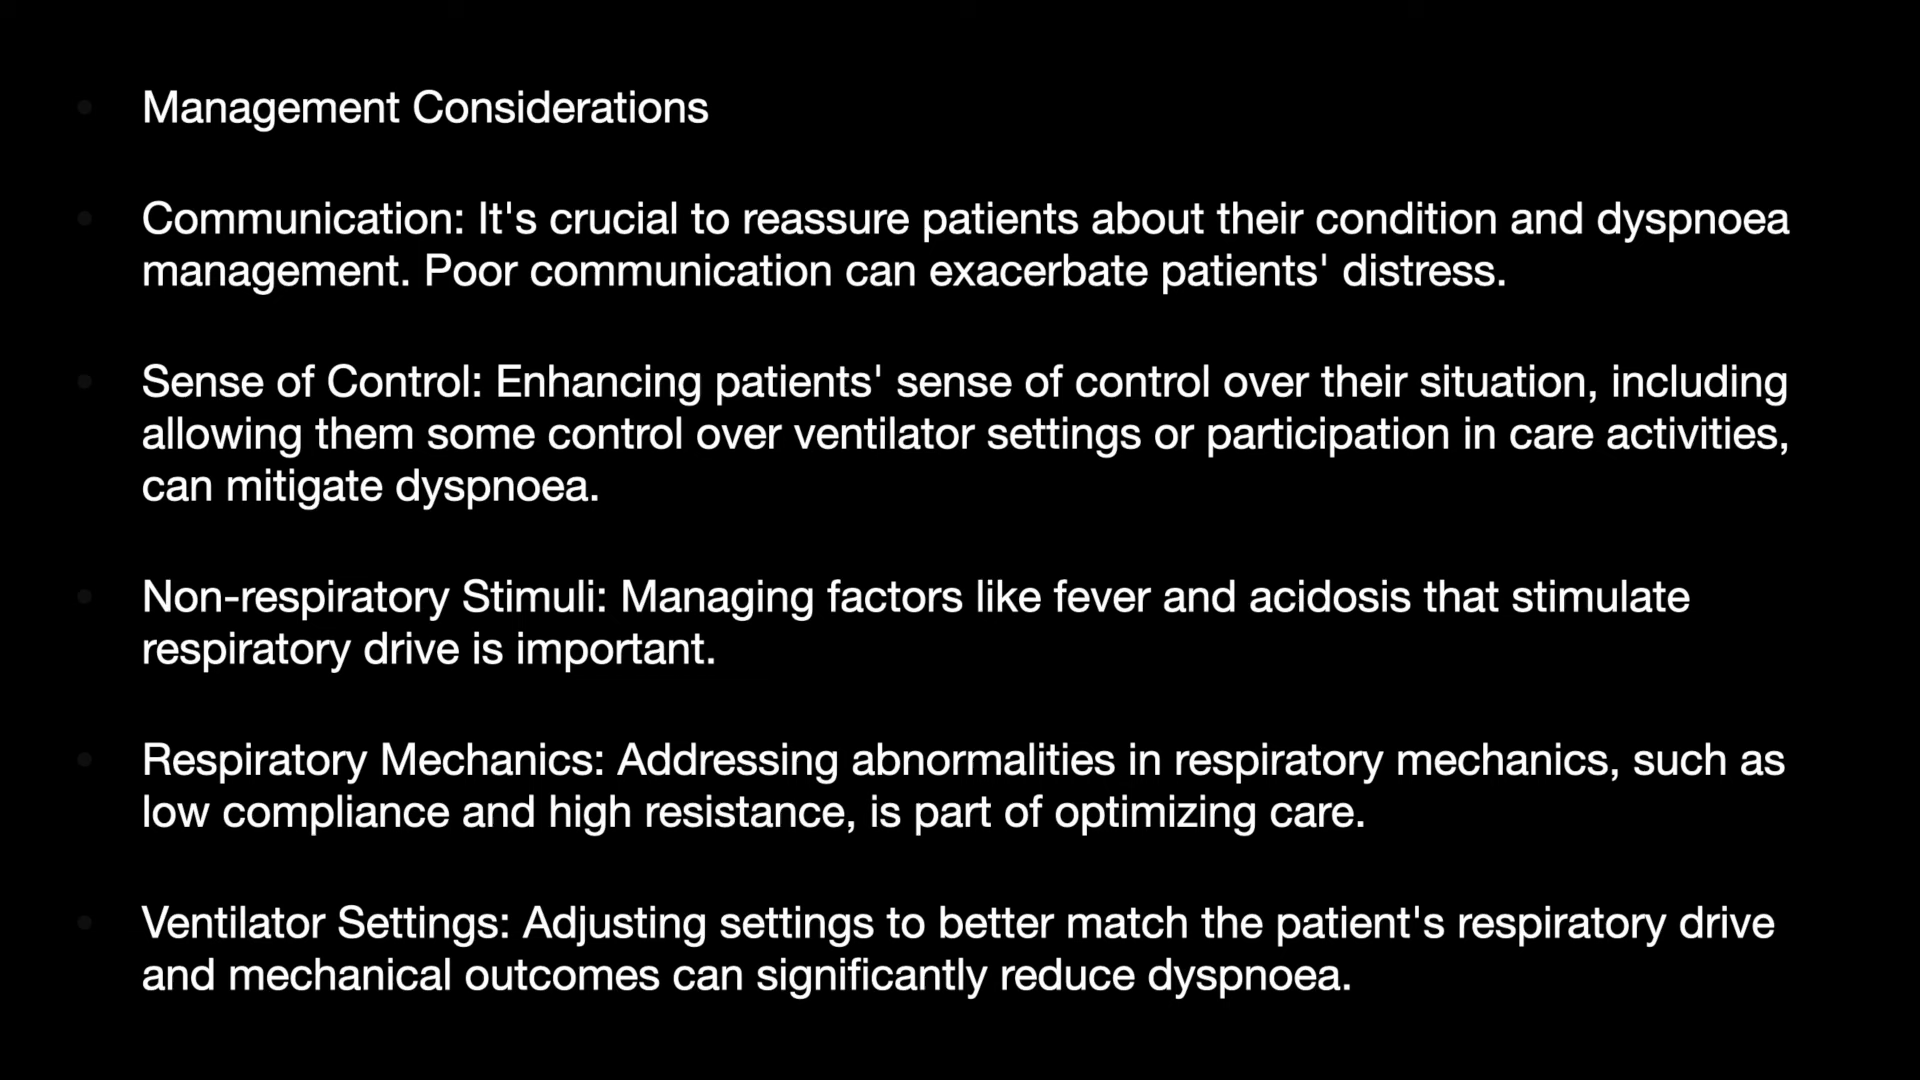 Management Considerations
Communication: It's crucial to reassure patients about their condition and dyspnoea
management. Poor communication can exacerbate patients' distress.
Sense of Control: Enhancing patients' sense of control over their situation, including
allowing them some control over ventilator settings or participation in care activities,
can mitigate dyspnoea.
Non-respiratory Stimuli: Managing factors like fever and acidosis that stimulate
respiratory drive is important.
Respiratory Mechanics: Addressing abnormalities in respiratory mechanics, such as
low compliance and high resistance, is part of optimizing care.
Ventilator Settings: Adjusting settings to better match the patient's respiratory drive
and mechanical outcomes can significantly reduce dyspnoea.